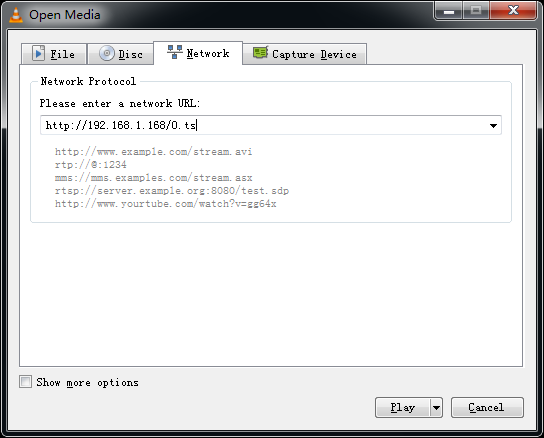 Open Media
File
Disc
Network
Capture Device
Network Protocol
Please enter a network URL:
http://192.168.1.168/0.ts
http://www.example.com/stream.avi
rtp://@:1234
mms://mms.examples.com/stream.asx
rtsp://server.example.org:8080/test.sdp
http://www.yourtube.com/watch?v=gg64x
Show more options
Play
Cancel